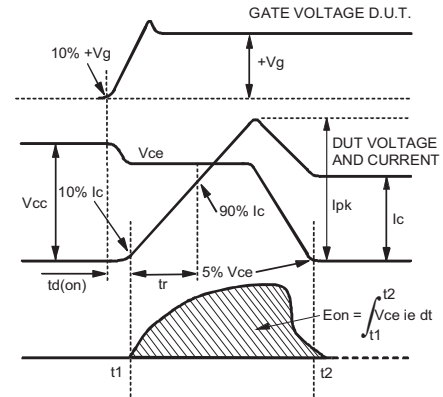 GATE VOLTAGE D.U.T.
10% +Vg
+Vg
DUT VOLTAGE
AND CURRENT
Vce
Vcc
10% Ic
90% Ic
Ipk
Ic
td(on)
tr
5% Vce
Eon = ∫ Vce ie dt
t2
t1
t1
t2